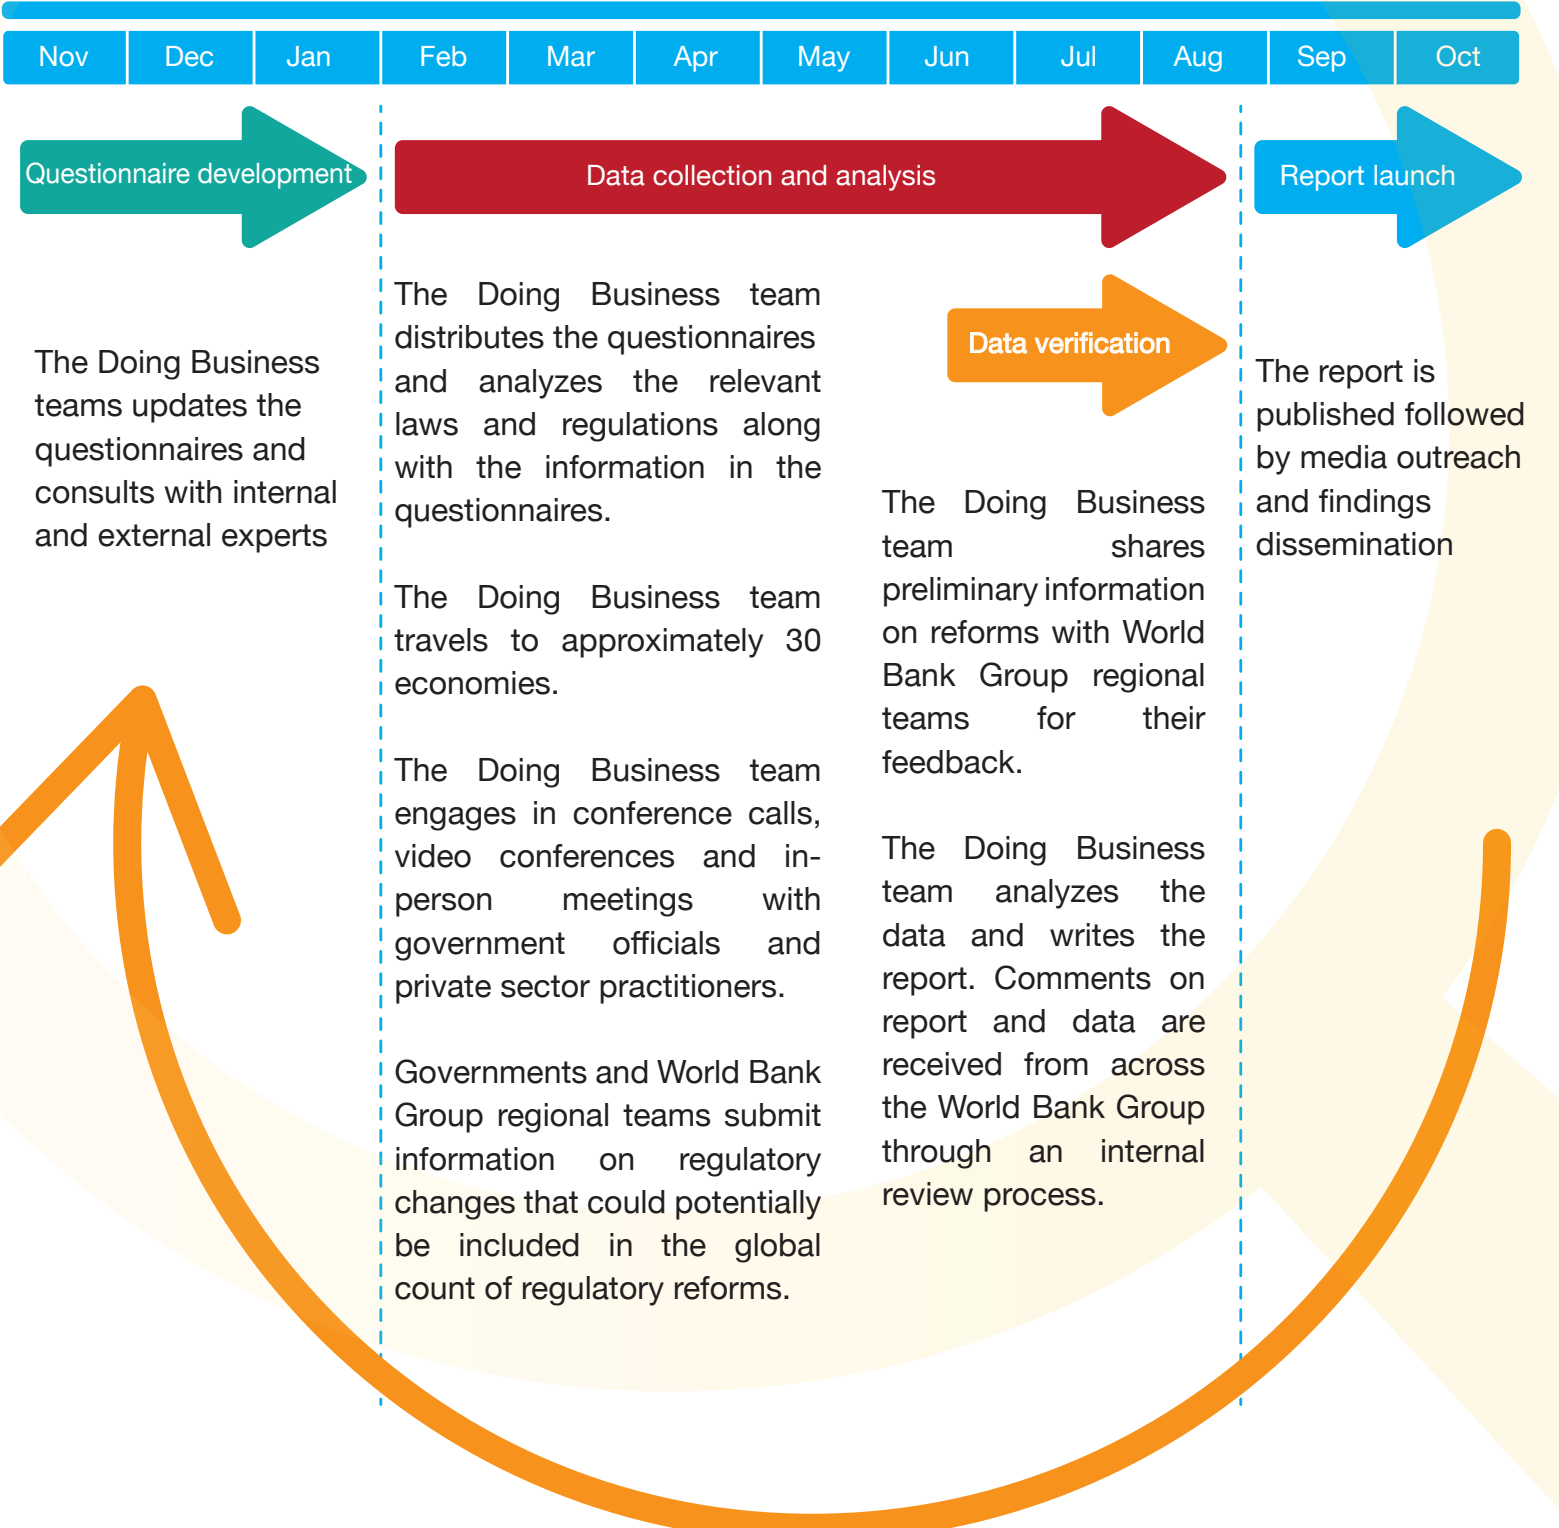 Nov Dec Jan Feb Mar Apr May Jun Jul Aug Sep Oct
Questionnaire development
Data collection and analysis
Report launch
The Doing Business
teams updates the
questionnaires and
consults with internal
and external experts
The Doing Business team
distributes the questionnaires
and analyzes the relevant
laws and regulations along
with the information in the
questionnaires.
The Doing Business team
travels to approximately 30
economies.
The Doing Business team
engages in conference calls,
video conferences and in-
person meetings with
government officials and
private sector practitioners.
Governments and World Bank
Group regional teams submit
information on regulatory
changes that could potentially
be included in the global
count of regulatory reforms.
Data verification
The Doing Business
team shares
preliminary information
on reforms with World
Bank Group regional
teams for their
feedback.
The Doing Business
team analyzes the
data and writes the
report. Comments on
report and data are
received from across
the World Bank Group
through an internal
review process.
The report is
published followed
by media outreach
and findings
dissemination